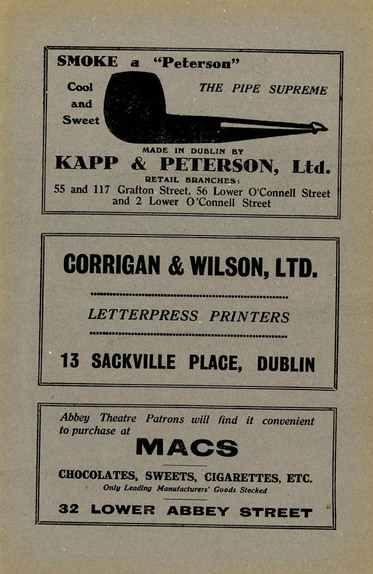 SMOKE a "Peterson"
Cool
and
Sweet
THE PIPE SUPREME
MADE IN DUBLIN BY
KAPP & PETERSON, Ltd.
RETAIL BRANCHES:
55 and 117 Grafton Street, 56 Lower O'Connell Street
and 2 Lower O'Connell Street
CORRIGAN & WILSON, LTD.
LETTERPRESS PRINTERS
13 SACKVILLE PLACE, DUBLIN
Abbey Theatre Patrons will find it convenient
to purchase at
MACS
CHOCOLATES, SWEETS, CIGARETTES, ETC.
Only Leading Manufacturers' Goods Stocked
32 LOWER ABBEY STREET